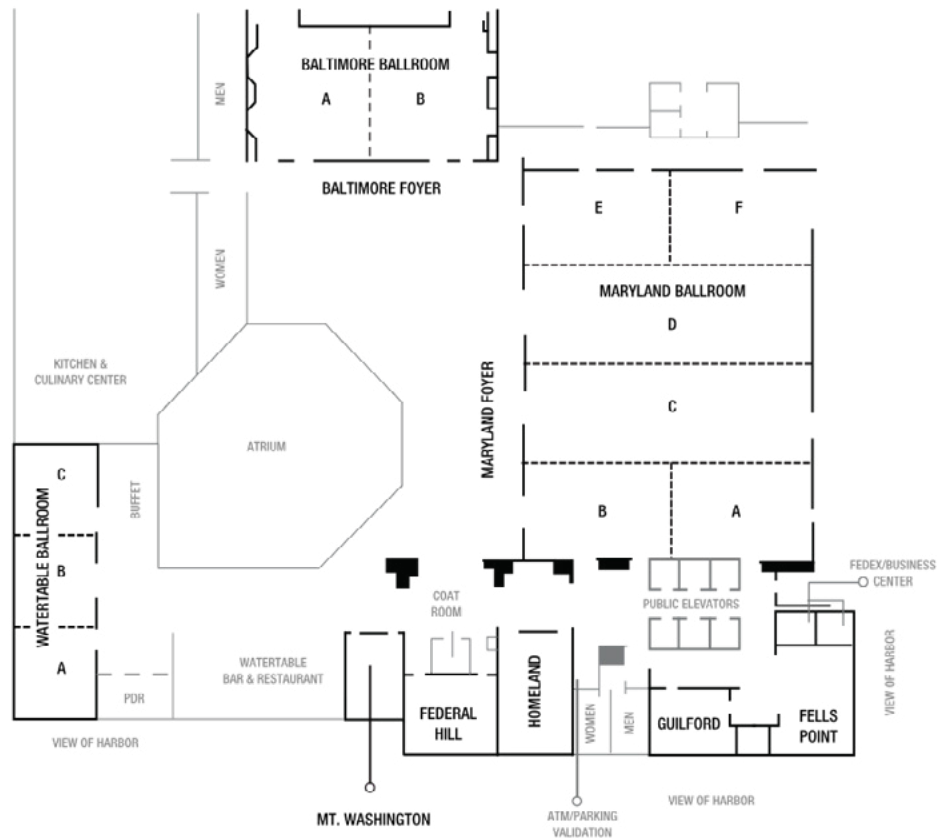 BALTIMORE BALLROOM
A
B
MEN
BALTIMORE FOYER
E
F
WOMEN
MARYLAND BALLROOM
D
KITCHEN &
CULINARY CENTER
MARYLAND FOYER
C
ATRIUM
WATERTABLE BALLROOM
C
BUFFET
B
A
B
FEDEX/BUSINESS
CENTER
COAT
ROOM
PUBLIC ELEVATORS
A
WATERTABLE
BAR & RESTAURANT
PDR
HOMELAND
VIEW OF HARBOR
FEDERAL
HILL
WOMEN
MEN
GUILFORD
FELLS
POINT
VIEW OF HARBOR
VIEW OF HARBOR
MT. WASHINGTON
ATM/PARKING
VALIDATION